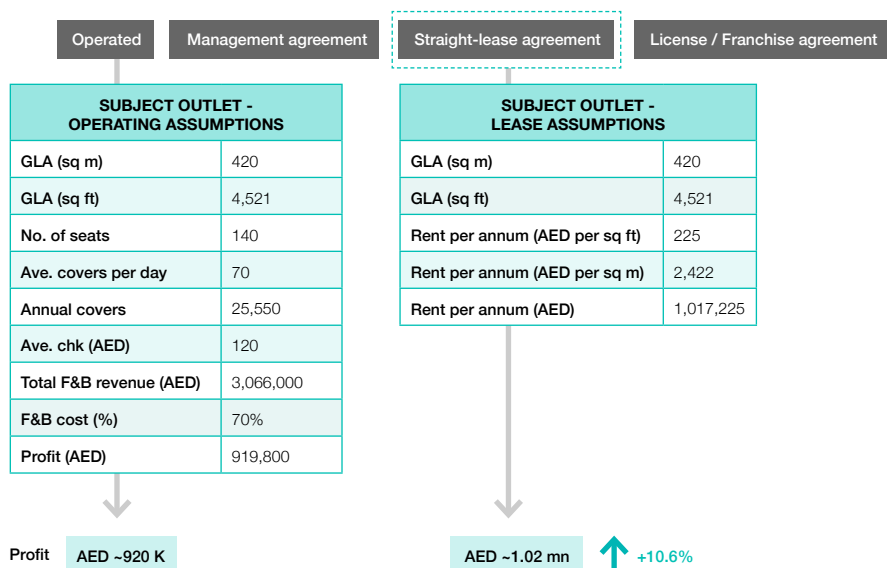 Operated
Management agreement
Straight-lease agreement
License / Franchise agreement
SUBJECT OUTLET -
OPERATING ASSUMPTIONS
GLA (sq m) 420
GLA (sq ft) 4,521
No. of seats 140
Ave. covers per day 70
Annual covers 25,550
Ave. chk (AED) 120
Total F&B revenue (AED) 3,066,000
F&B cost (%) 70%
Profit (AED) 919,800
SUBJECT OUTLET -
LEASE ASSUMPTIONS
GLA (sq m) 420
GLA (sq ft) 4,521
Rent per annum (AED per sq ft) 225
Rent per annum (AED per sq m) 2,422
Rent per annum (AED) 1,017,225
Profit AED ~920 K AED ~1.02 mn +10.6%